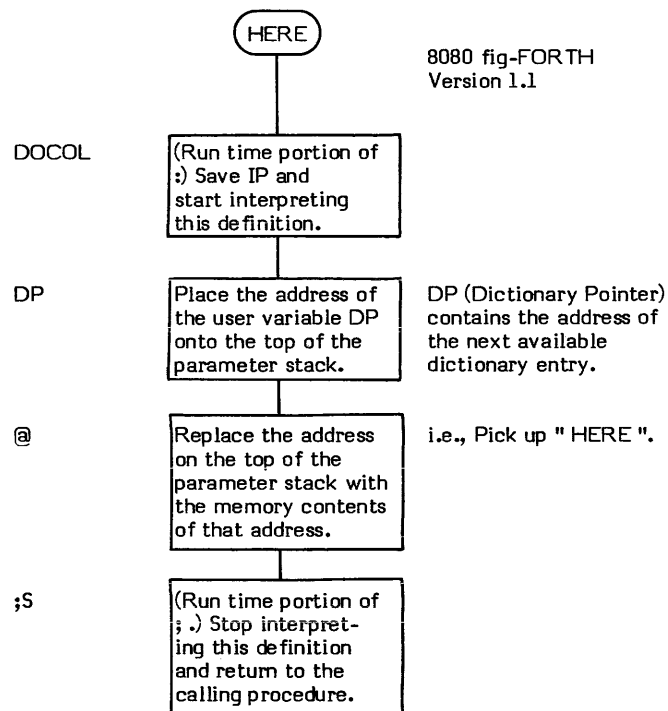 HERE
8080 fig-FORTH
Version 1.1
DOCOL
(Run time portion of
:) Save IP and
start interpreting
this definition.
DP
Place the address of
the user variable DP
onto the top of the
parameter stack.
DP (Dictionary Pointer)
contains the address of
the next available
dictionary entry.
@
Replace the address
on the top of the
parameter stack with
the memory contents
of that address.
i.e., Pick up " HERE ".
;S
(Run time portion of
; .) Stop interpret-
ing this definition
and return to the
calling procedure.